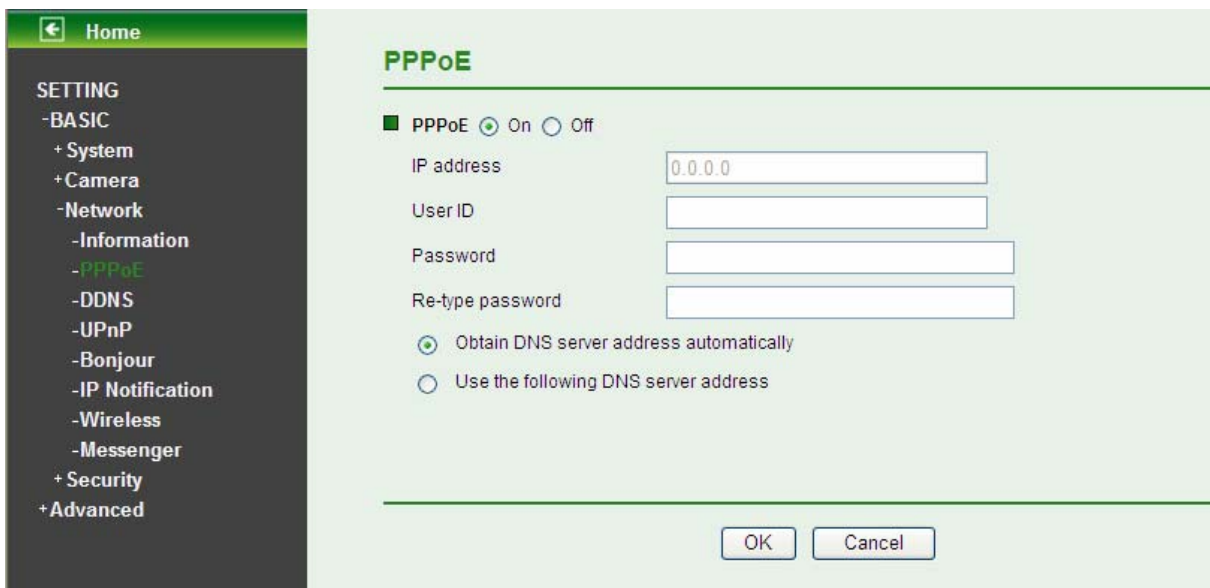 Home
SETTING
-BASIC
+System
+Camera
-Network
-Information
-PPPoE
-DDNS
-UPnP
-Bonjour
-IP Notification
-Wireless
-Messenger
+Security
+Advanced
PPPoE
PPPoE On Off
IP address 0.0.0.0
User ID
Password
Re-type password
Obtain DNS server address automatically
Use the following DNS server address
OK Cancel